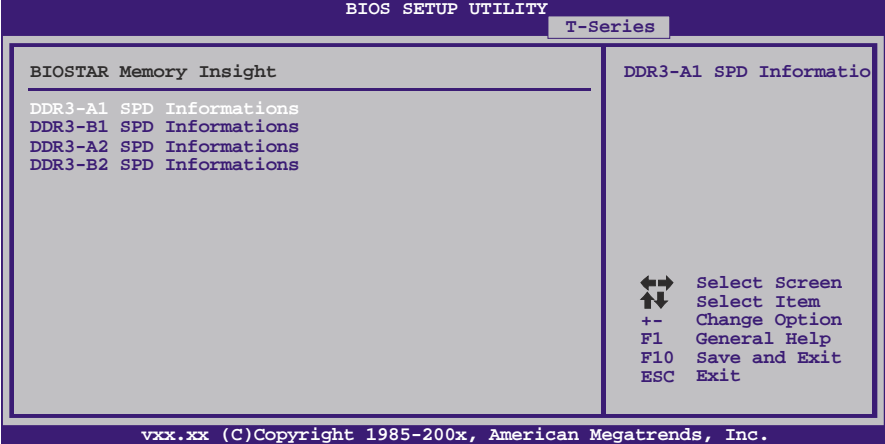 BIOS SETUP UTILITY
T-Series
BIOSTAR Memory Insight
DDR3-A1 SPD Informations
DDR3-B1 SPD Informations
DDR3-A2 SPD Informations
DDR3-B2 SPD Informations
DDR3-A1 SPD Informatio
Select Screen
Select Item
+- Change Option
F1 General Help
F10 Save and Exit
ESC Exit
vxx.xx (C)Copyright 1985-200x, American Megatrends, Inc.